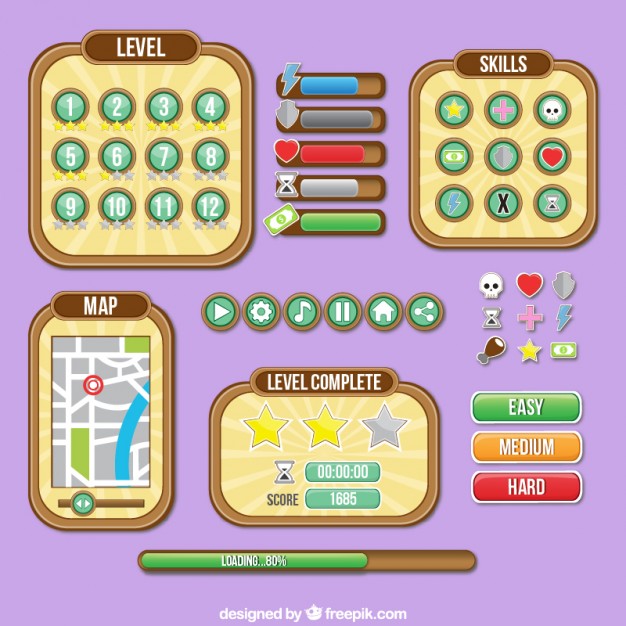 LEVEL
1 2 3 4
5 6 7 8
9 10 11 12
SKILLS
X
MAP
LEVEL COMPLETE
00:00:00
SCORE 1685
EASY
MEDIUM
HARD
LOADING...80%
designed by freepik.com